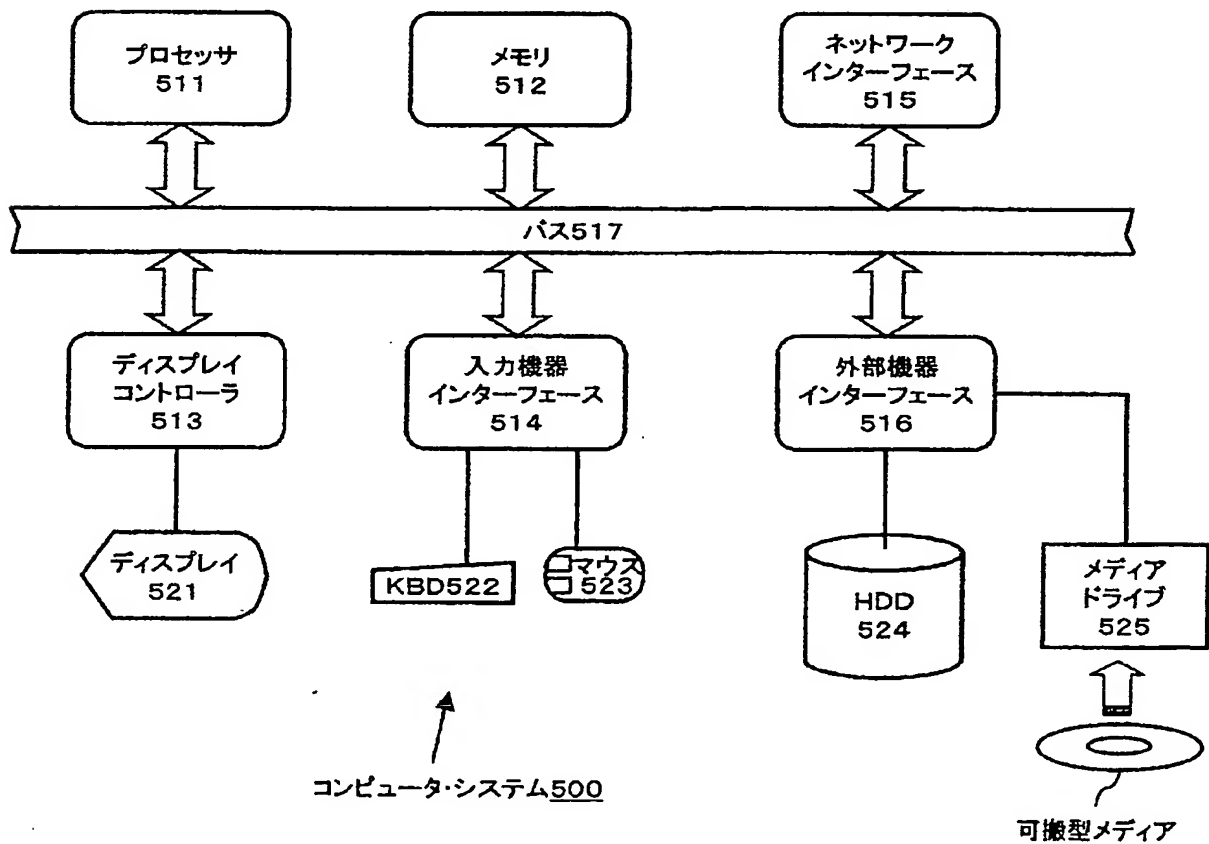 プロセッサ
511
メモリ
512
ネットワーク
インターフェース
515
バス517
ディスプレイ
コントローラ
513
入力機器
インターフェース
514
外部機器
インターフェース
516
ディスプレイ
521
KBD522
マウス
523
HDD
524
メディア
ドライブ
525
コンピュータ・システム500
可搬型メディア